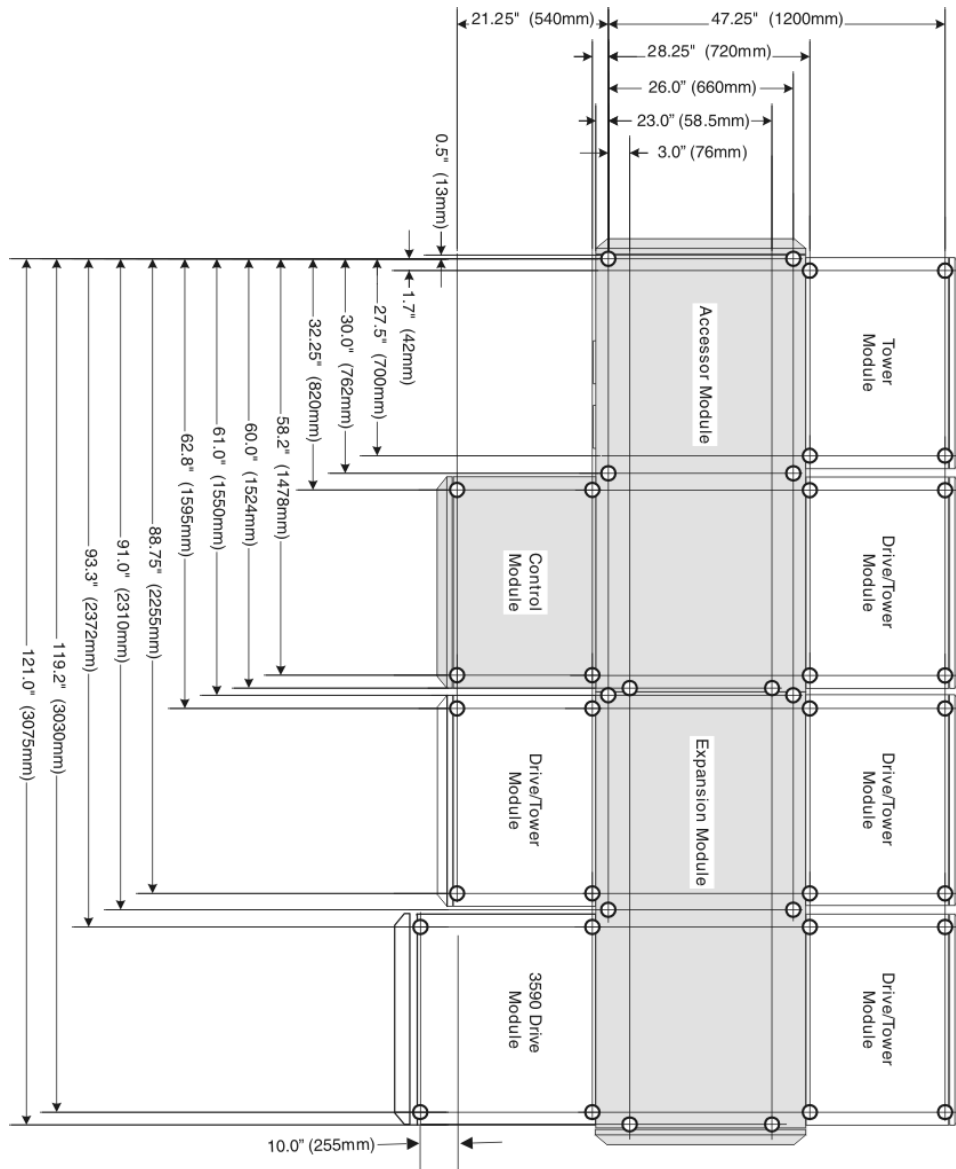 21.25" (540mm)
47.25" (1200mm)
28.25" (720mm)
26.0" (660mm)
23.0” (58.5mm)
3.0” (76mm)
0.5" (13mm)
1.7" (42mm)
27.5" (700mm)
30.0" (762mm)
32.25" (820mm)
58.2" (1478mm)
60.0" (1524mm)
61.0" (1550mm)
62.8" (1595mm)
88.75" (2255mm)
91.0" (2310mm)
93.3" (2372mm)
119.2" (3030mm)
121.0" (3075mm)
Accessor Module
Tower
Module
Control
Module
Drive/Tower
Module
Drive/Tower
Module
Expansion Module
Drive/Tower
Module
3590 Drive
Module
Drive/Tower
Module
10.0” (255mm)